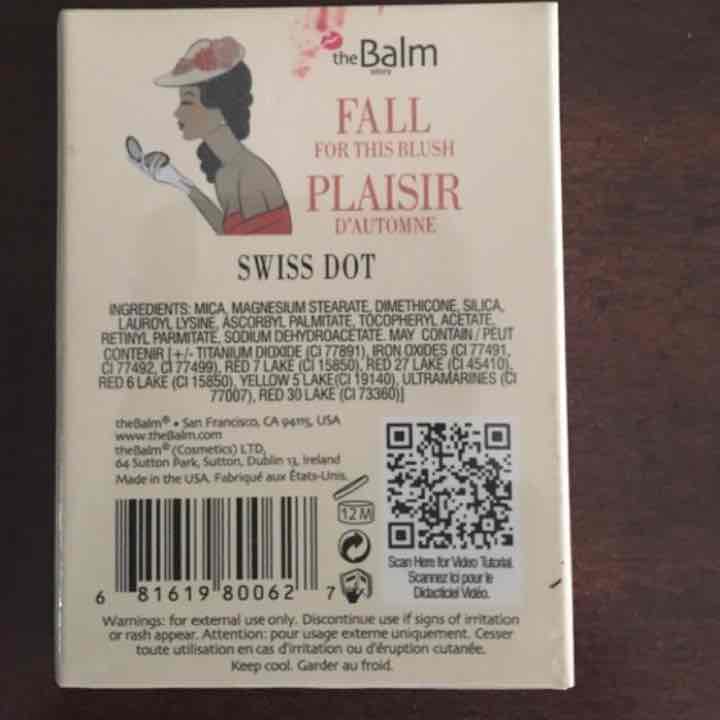 theBalm
FALL
FOR THIS BLUSH
PLAISIR
D'AUTOMNE
SWISS DOT
INGREDIENTS: MICA, MAGNESIUM STEARATE, DIMETHICONE, SILICA,
LAUROYL LYSINE, ASCORBYL PALMITATE, TOCOPHERYL ACETATE,
RETINYL PARMITATE, SODIUM DEHYDROACETATE. MAY CONTAIN / PEUT
CONTENIR [+/- TITANIUM DIOXIDE (CI 77891), IRON OXIDES (CI 77491,
CI 77492, CI 77499), RED 7 LAKE (CI 15850), RED 27 LAKE (CI 45410),
RED 6 LAKE (CI 15850), YELLOW 5 LAKE(CI 19140), ULTRAMARINES (CI
77007), RED 30 LAKE (CI 73360)]
theBalm® • San Francisco, CA 94115, USA
www.theBalm.com
theBalm® (Cosmetics) LTD,
64 Sutton Park, Sutton, Dublin 13, Ireland
Made in the USA. Fabriqué aux États-Unis.
12 M
6 81619 80062 7
Scan Here for Video Tutorial.
Scannez Ici pour le
Didacticiel Vidéo.
Warnings: for external use only. Discontinue use if signs of irritation
or rash appear. Attention: pour usage externe uniquement. Cesser
toute utilisation en cas d'irritation ou d'éruption cutanée.
Keep cool. Garder au froid.